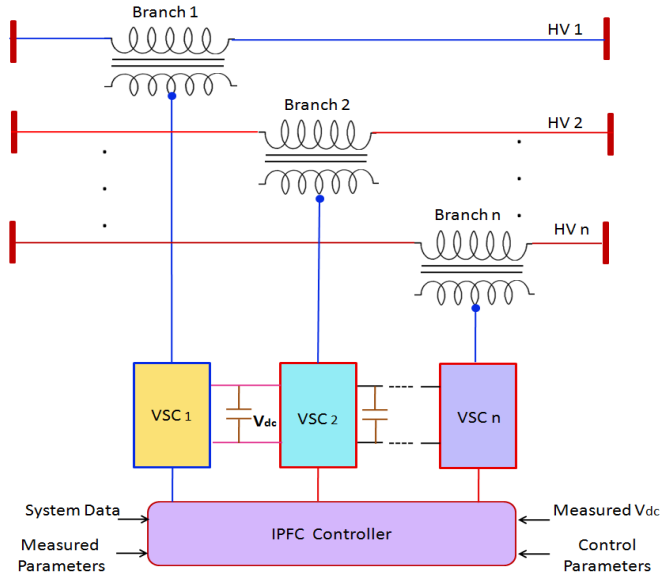 Branch 1
HV 1
Branch 2
HV 2
Branch n
HV n
VSC 1
Vdc
VSC 2
VSC n
System Data
Measured Vdc
IPFC Controller
Measured
Parameters
Control
Parameters